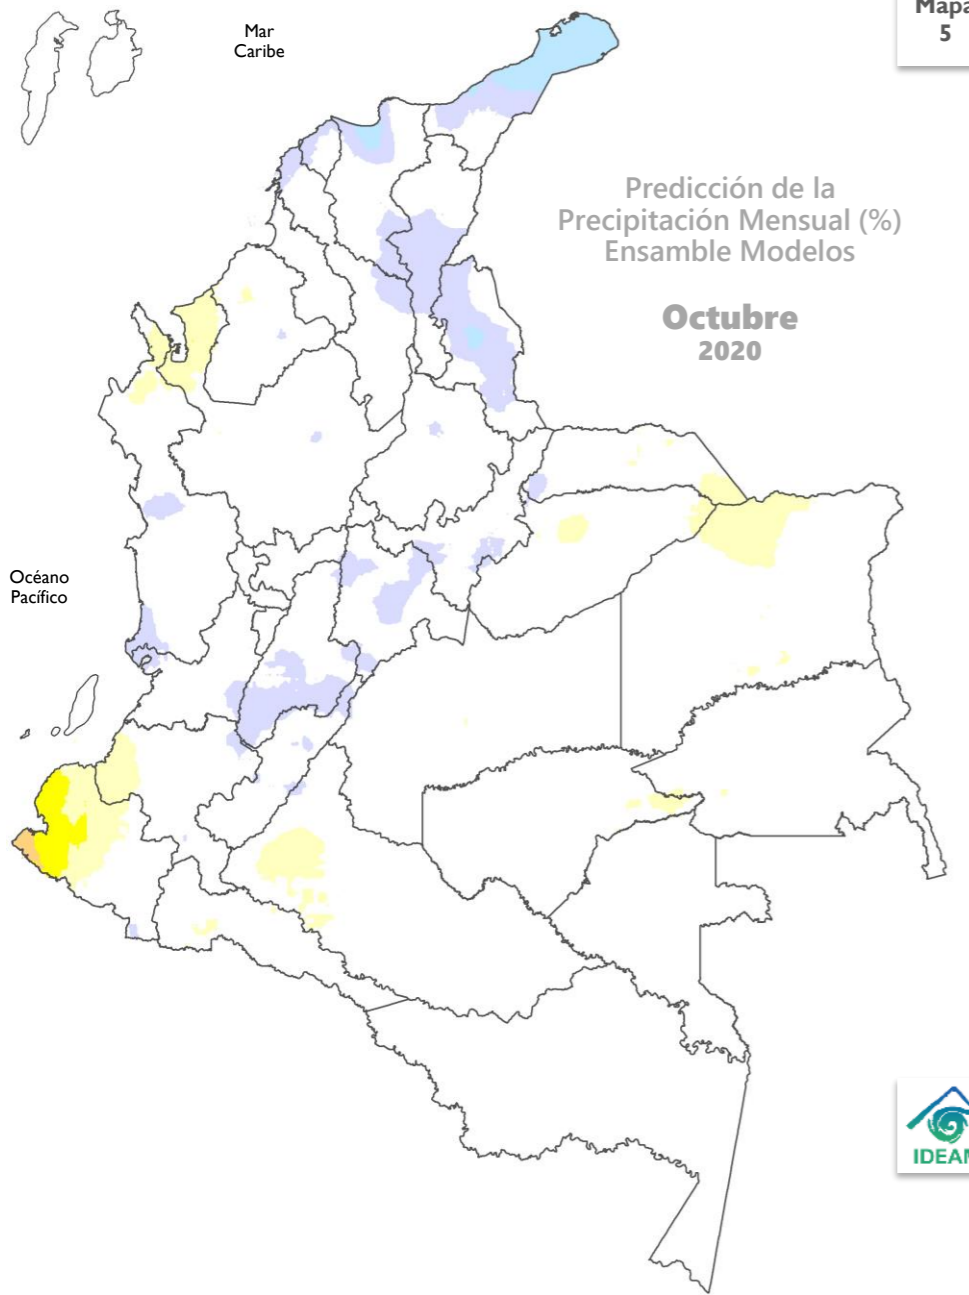 Mapa
5
Mar
Caribe
Predicción de la
Precipitación Mensual (%)
Ensamble Modelos
Octubre
2020
Océano
Pacífico
IDEAM